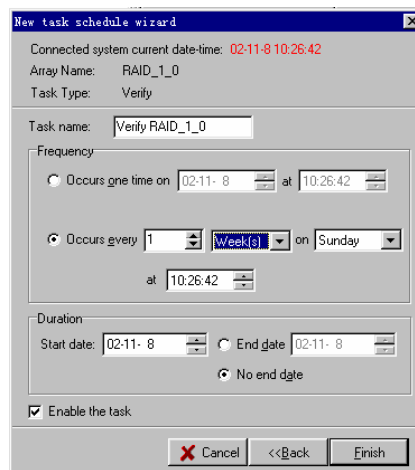 New task schedule wizard
Connected system current date-time: 02-11-8 10:26:42
Array Name: RAID_1_0
Task Type: Verify
Task name: Verify RAID_1_0
Frequency
Occurs one time on 02-11- 8 at 10:26:42
Occurs every 1 Week(s) on Sunday
at 10:26:42
Duration
Start date: 02-11- 8 End date 02-11- 8
No end date
Enable the task
Cancel <<Back Finish